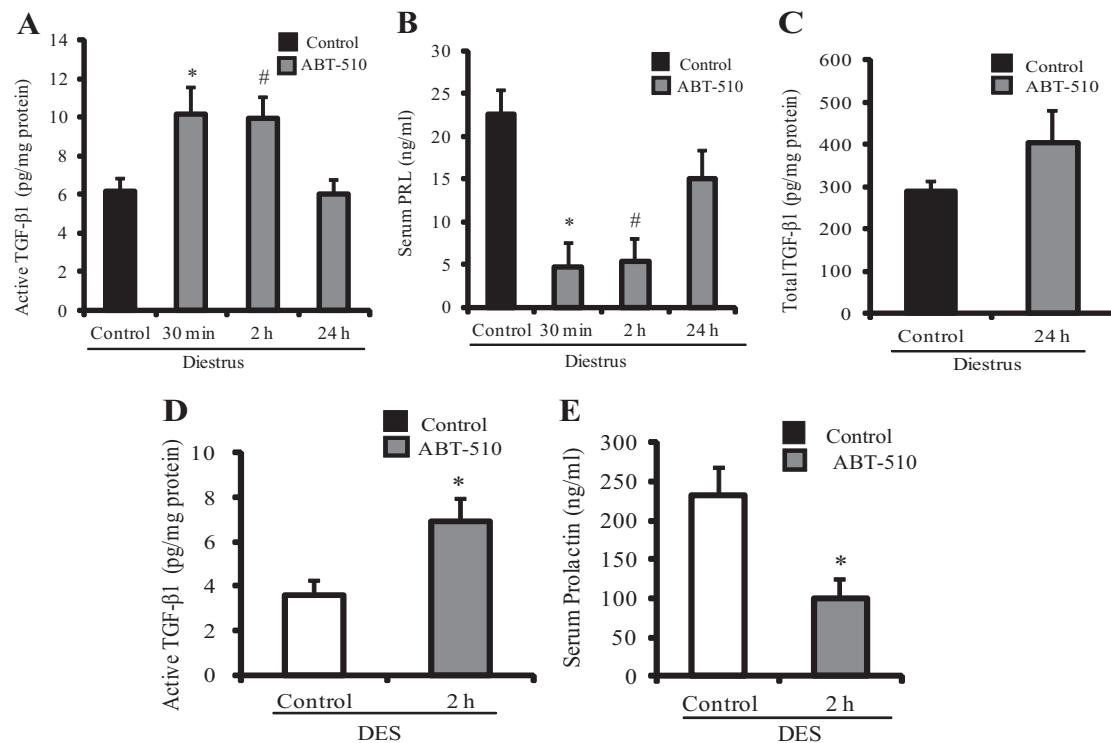 A
Active TGF-β1 (pg/mg protein)
14
12
10
8
6
4
2
0
Control
ABT-510
*
#
Control 30 min 2 h 24 h
Diestrus
B
Serum PRL (ng/ml)
30
25
20
15
10
5
0
Control
ABT-510
*
#
Control 30 min 2 h 24 h
Diestrus
C
Total TGF-β1 (pg/mg protein)
600
500
400
300
200
100
0
Control
ABT-510
Control 24 h
Diestrus
D
Active TGF-β1 (pg/mg protein)
10
8
6
4
2
0
Control
ABT-510
*
Control 2 h
DES
E
Serum Prolactin (ng/ml)
300
250
200
150
100
50
0
Control
ABT-510
*
Control 2 h
DES